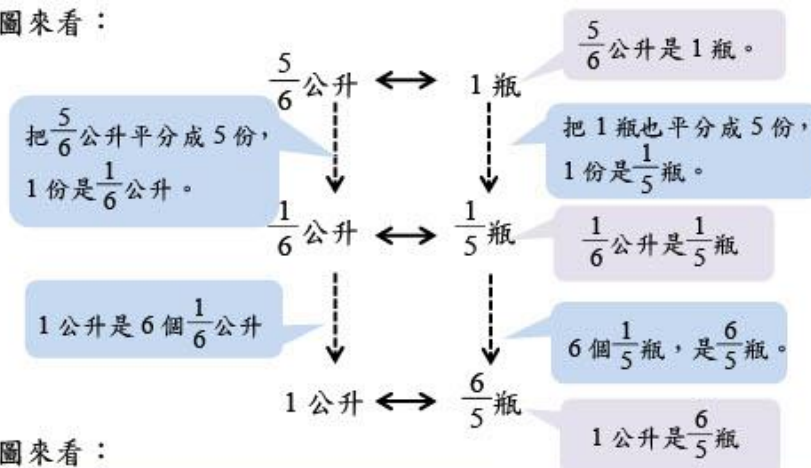 圖來看：
5/6公升是1瓶。
5/6公升 ↔ 1瓶
把5/6公升平分成5份，
1份是1/6公升。
把1瓶也平分成5份，
1份是1/5瓶。
1/6公升 ↔ 1/5瓶
1/6公升是1/5瓶
1公升是6個1/6公升
6個1/5瓶，是6/5瓶。
1公升 ↔ 6/5瓶
1公升是6/5瓶
圖來看：